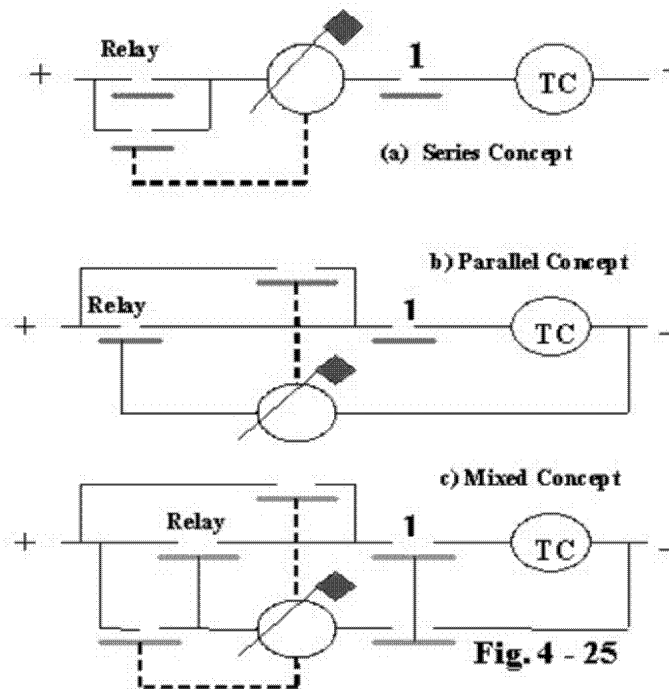 Relay
+
1
TC
-
(a) Series Concept
b) Parallel Concept
Relay
+
1
TC
-
c) Mixed Concept
Relay
+
1
TC
-
Fig. 4 - 25